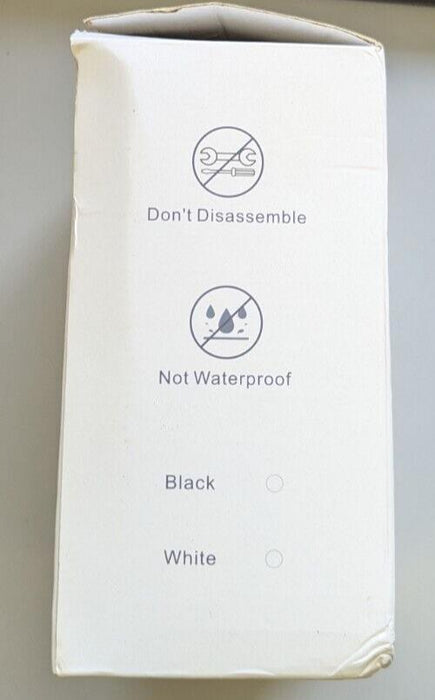 Don't Disassemble
Not Waterproof
Black
White